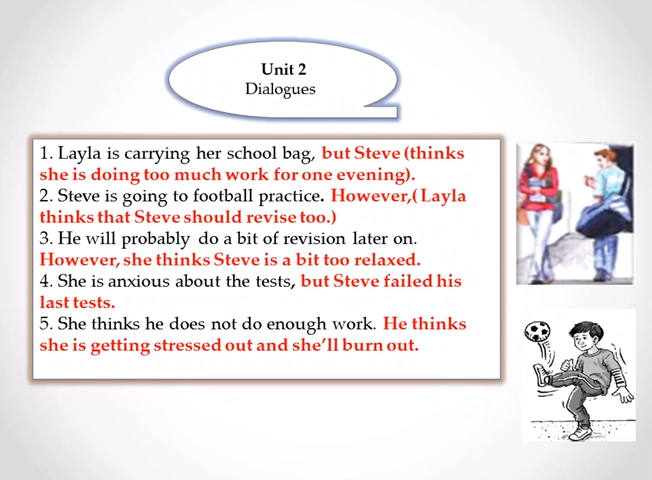 Unit 2
Dialogues
1. Layla is carrying her school bag, but Steve (thinks
she is doing too much work for one evening).
2. Steve is going to football practice. However,( Layla
thinks that Steve should revise too.)
3. He will probably do a bit of revision later on.
However, she thinks Steve is a bit too relaxed.
4. She is anxious about the tests, but Steve failed his
last tests.
5. She thinks he does not do enough work. He thinks
she is getting stressed out and she'll burn out.